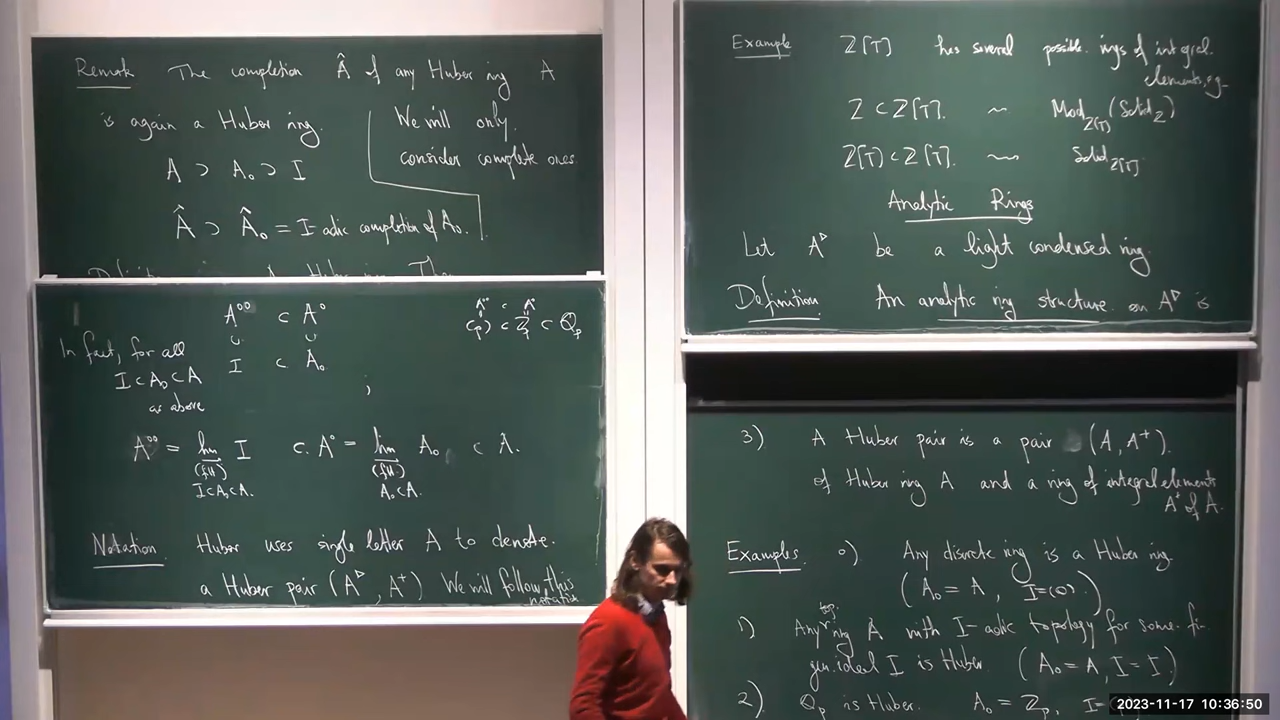 Remark The completion Â of any Huber ring A
is again a Huber ring.
We will only
consider complete ones.
A ⊃ A₀ ⊃ I
Â ⊃ Â₀ = I-adic completion of A₀.
A°° ⊂ A°
∪ ∪
I ⊂ A₀
In fact, for all
I ⊂ A₀ ⊂ A
as above
(p) ⊂ ℤ_p ⊂ ℚ_p
A°° = lim I ⊂ A° = lim A₀ ⊂ A.
I⊂A₀⊂A. A₀⊂A.
Notation. Huber uses single letter A to denote
a Huber pair (A^▷, A⁺) We will follow this
notation
Example ℤ[T] has several possible rings of integral
elements, e.g.
ℤ ⊂ ℤ[T]. ~ Mod_ℤ[T](Solid_ℤ)
ℤ[T] ⊂ ℤ[T]. ~ Solid_ℤ[T]
Analytic Rings
Let A^▷ be a light condensed ring.
Definition. An analytic ring structure on A^▷ is
3) A Huber pair is a pair (A, A⁺).
of Huber ring A and a ring of integral elements
A⁺ of A.
Examples 0) Any discrete ring is a Huber ring.
(A₀ = A, I=(0).)
1) Any top. ring A with I-adic topology for some fin.
gen. ideal I is Huber (A₀ = A, I = I.)
2) ℚ_p is Huber. A₀ = ℤ_p, I=
2023-11-17 10:36:50